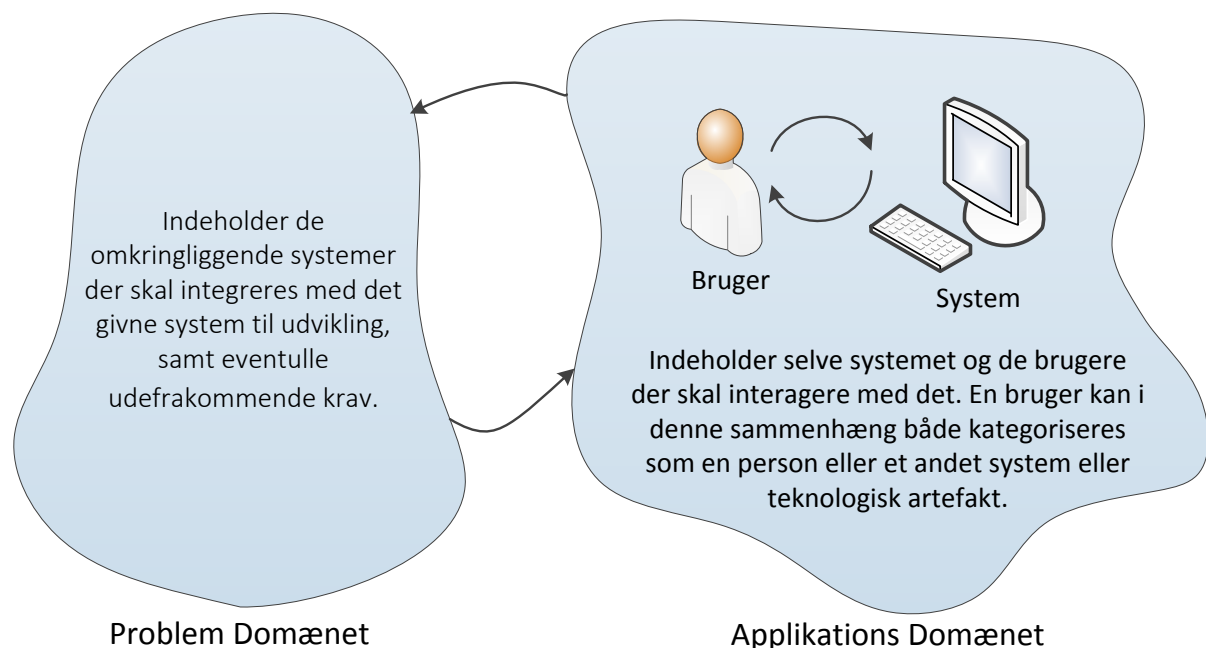 Indeholder de
omkringliggende systemer
der skal integreres med det
givne system til udvikling,
samt eventulle
udefrakommende krav.
Problem Domænet
Bruger
System
Indeholder selve systemet og de brugere
der skal interagere med det. En bruger kan i
denne sammenhæng både kategoriseres
som en person eller et andet system eller
teknologisk artefakt.
Applikations Domænet